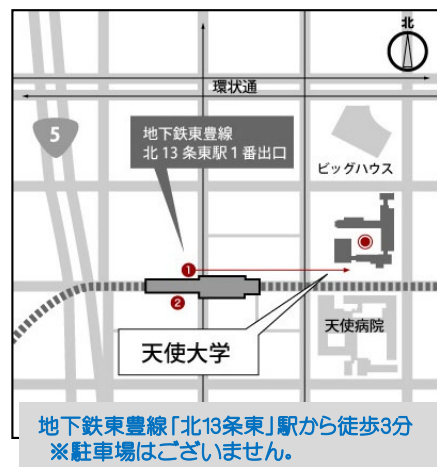 北
環状通
5
地下鉄東豊線
北13条東駅1番出口
ビッグハウス
❶
❷
天使病院
天使大学
地下鉄東豊線「北13条東」駅から徒歩3分
※駐車場はございません。